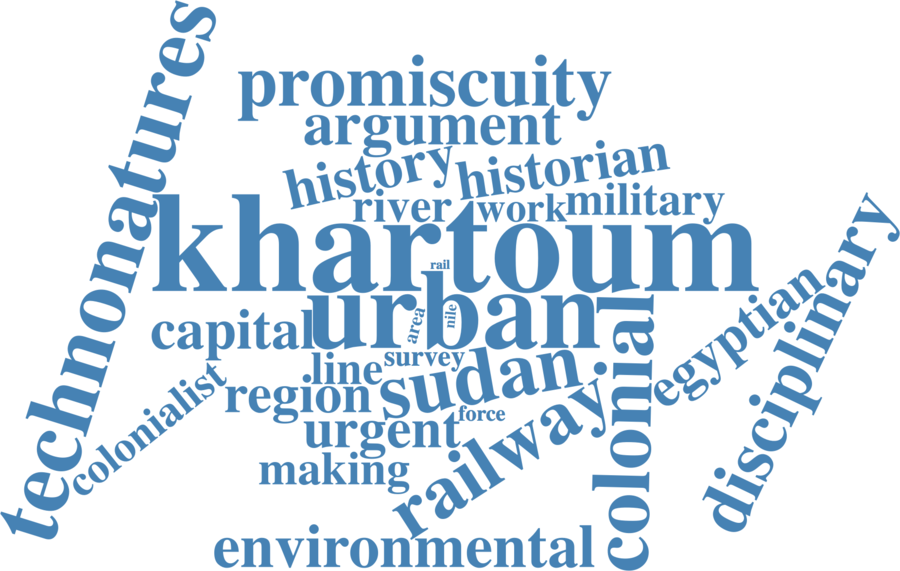 technonatures
promiscuity
argument
history
historian
river
work
military
khartoum
rail
urban
area
nile
capital
colonial
egyptian
disciplinary
survey
line
sudan
colonialist
region
force
urgent
railway
making
environmental